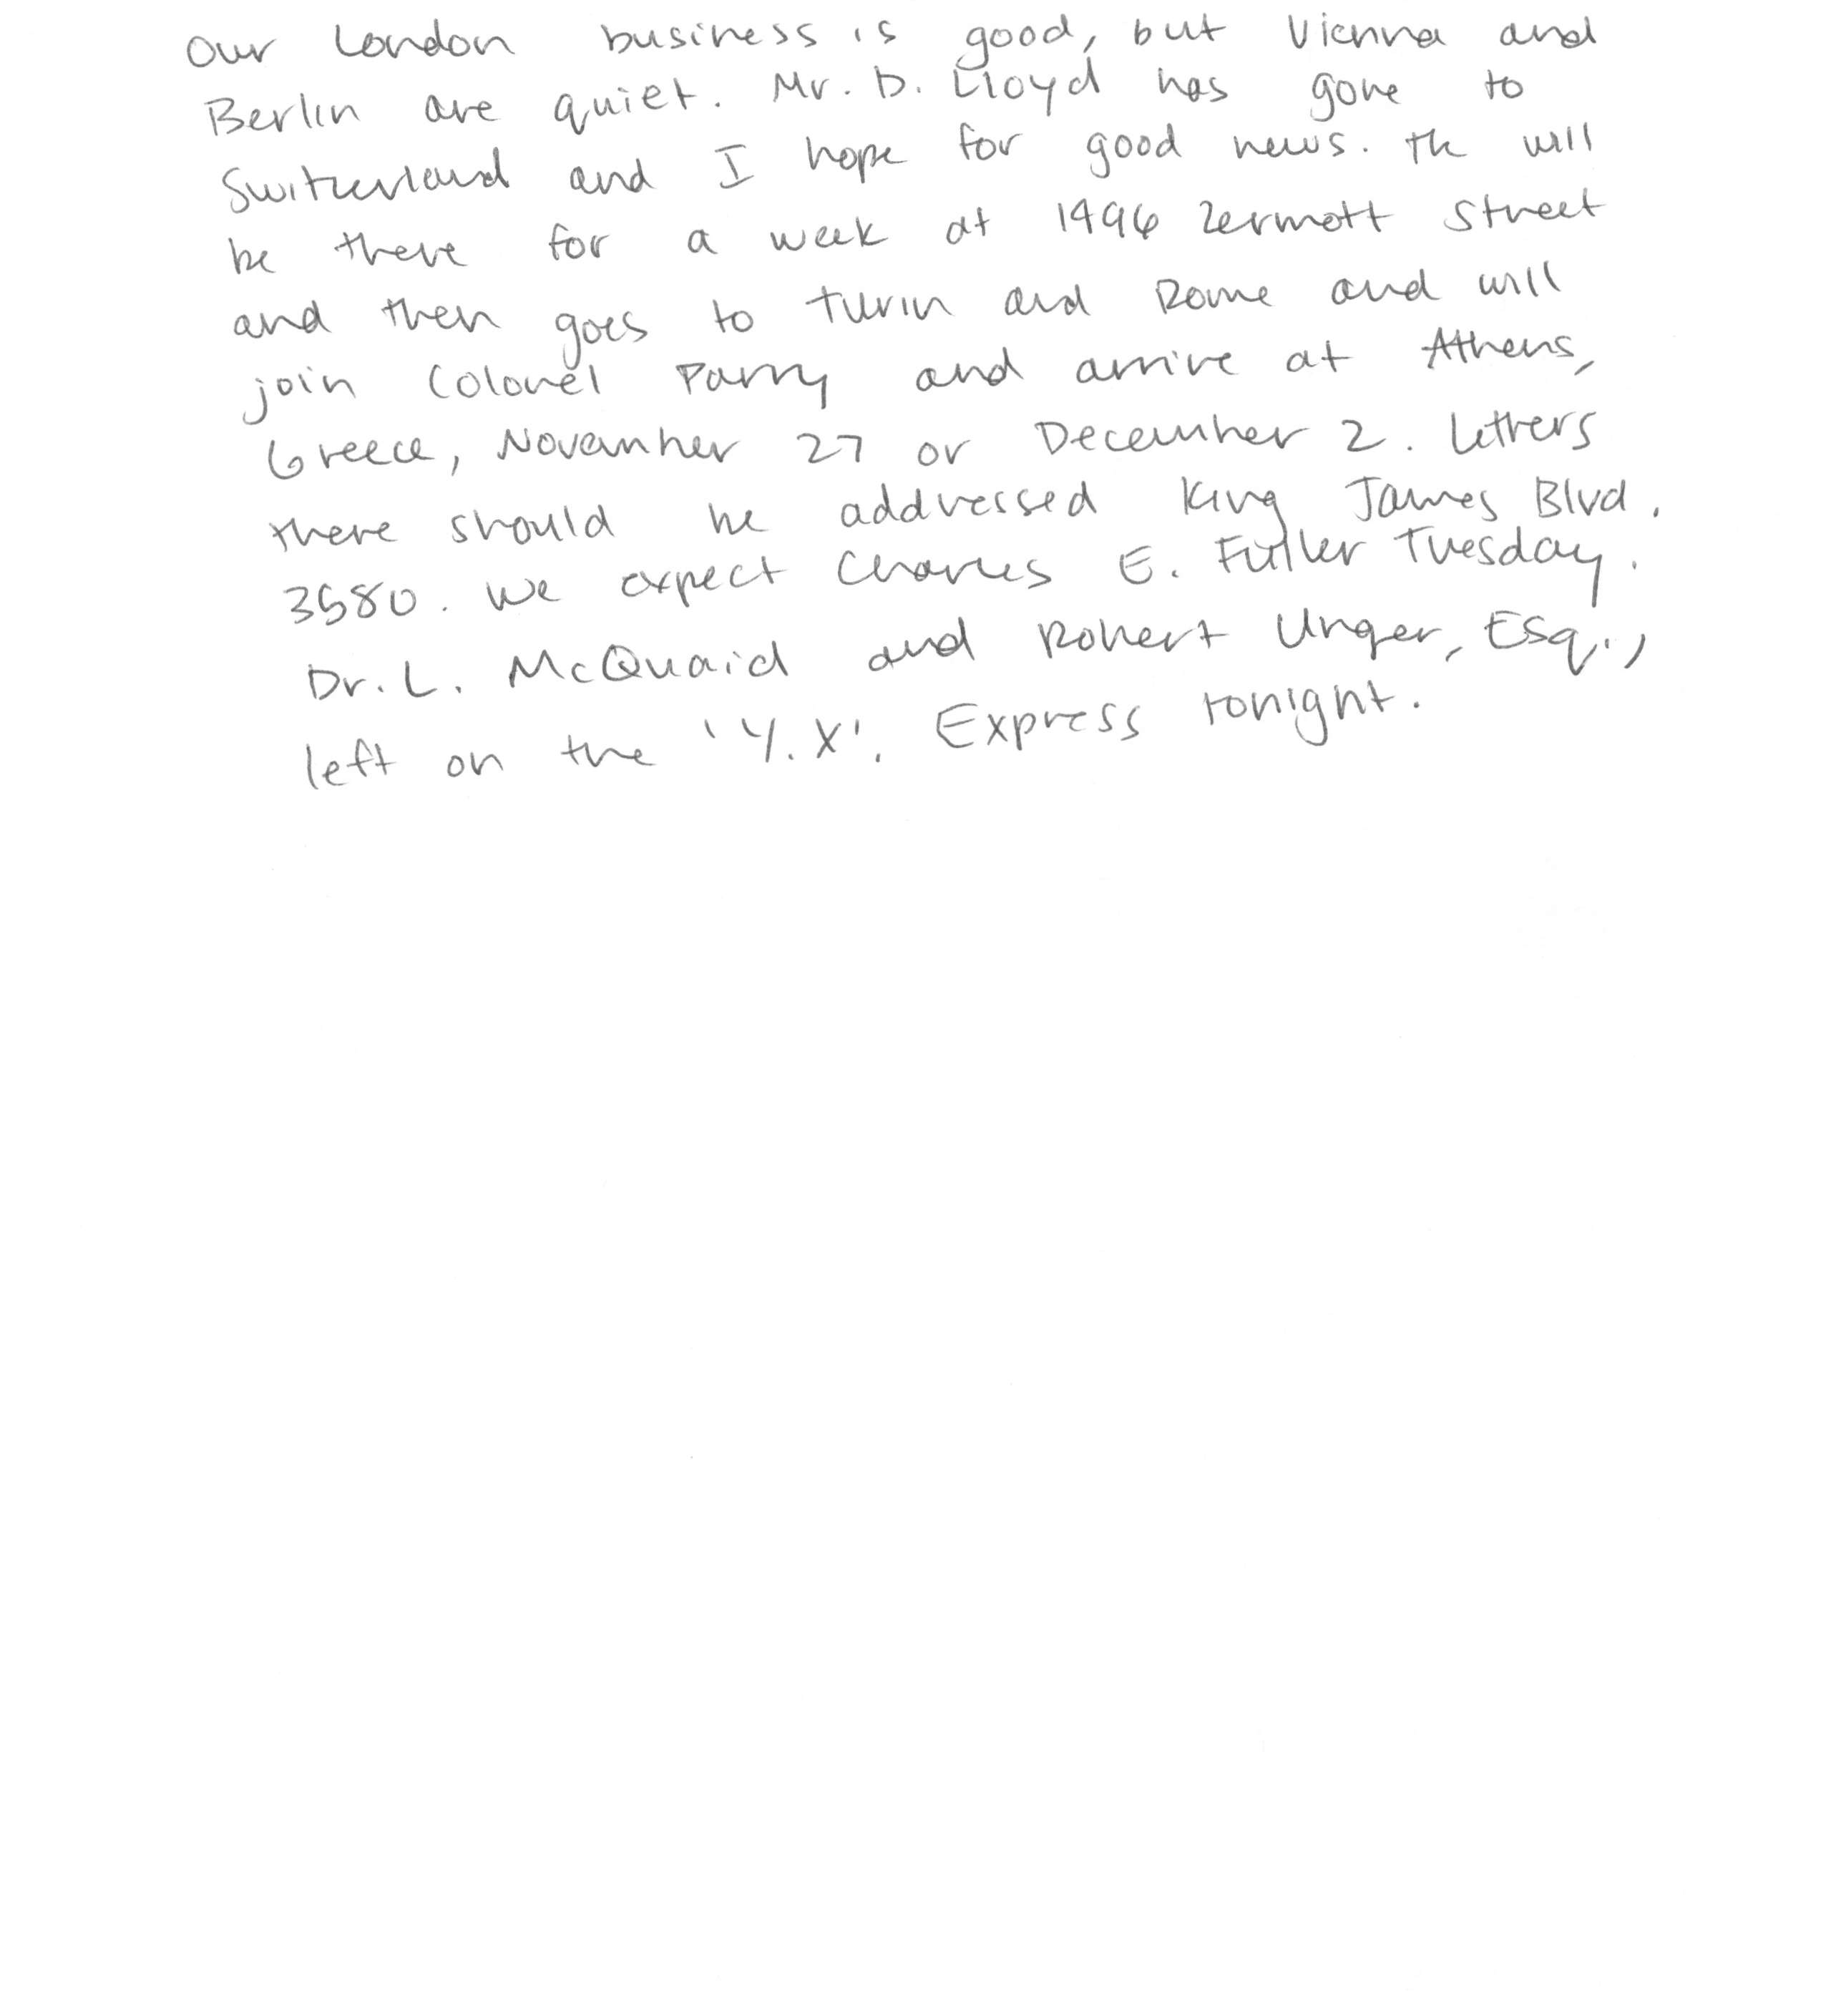 Our London business is good, but Vienna and
Berlin are quiet. Mr. D. Lloyd has gone to
Switzerland and I hope for good news. He will
be there for a week at 1496 Zermott Street
and then goes to Turin and Rome and will
join Colonel Parry and arrive at Athens,
Greece, November 27 or December 2. Letters
there should be addressed King James Blvd.
3580. We expect Charles E. Fuller Tuesday.
Dr. L. McQuaid and Robert Unger, Esq.,
left on the 'Y.X'. Express tonight.